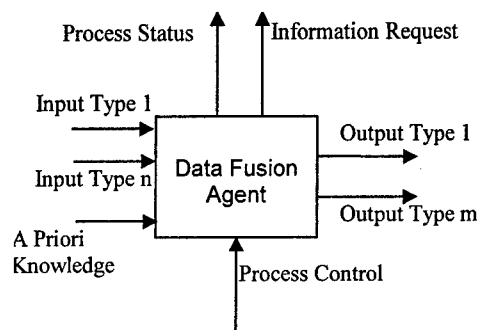 Process Status
Information Request
Input Type 1
Input Type n
A Priori
Knowledge
Data Fusion
Agent
Output Type 1
Output Type m
Process Control